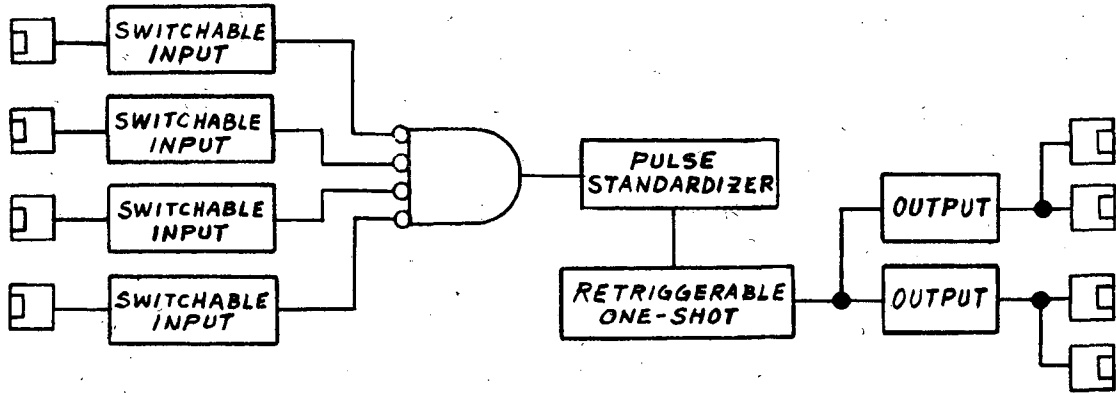 SWITCHABLE
INPUT
SWITCHABLE
INPUT
SWITCHABLE
INPUT
SWITCHABLE
INPUT
PULSE
STANDARDIZER
RETRIGGERABLE
ONE-SHOT
OUTPUT
OUTPUT